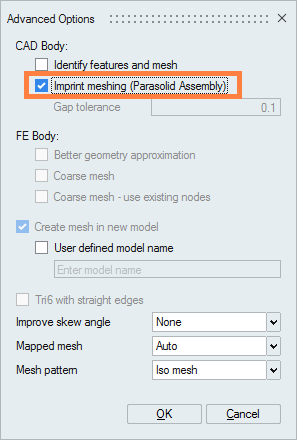 Advanced Options
CAD Body:
Identify features and mesh
Imprint meshing (Parasolid Assembly)
Gap tolerance 0.1
FE Body:
Better geometry approximation
Coarse mesh
Coarse mesh - use existing nodes
Create mesh in new model
User defined model name
Enter model name
Tri6 with straight edges
Improve skew angle None
Mapped mesh Auto
Mesh pattern Iso mesh
OK Cancel